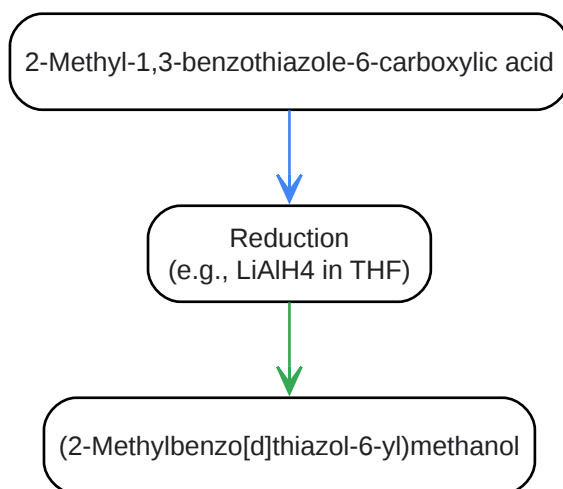 2-Methyl-1,3-benzothiazole-6-carboxylic acid
Reduction
(e.g., LiAlH4 in THF)
(2-Methylbenzo[d]thiazol-6-yl)methanol